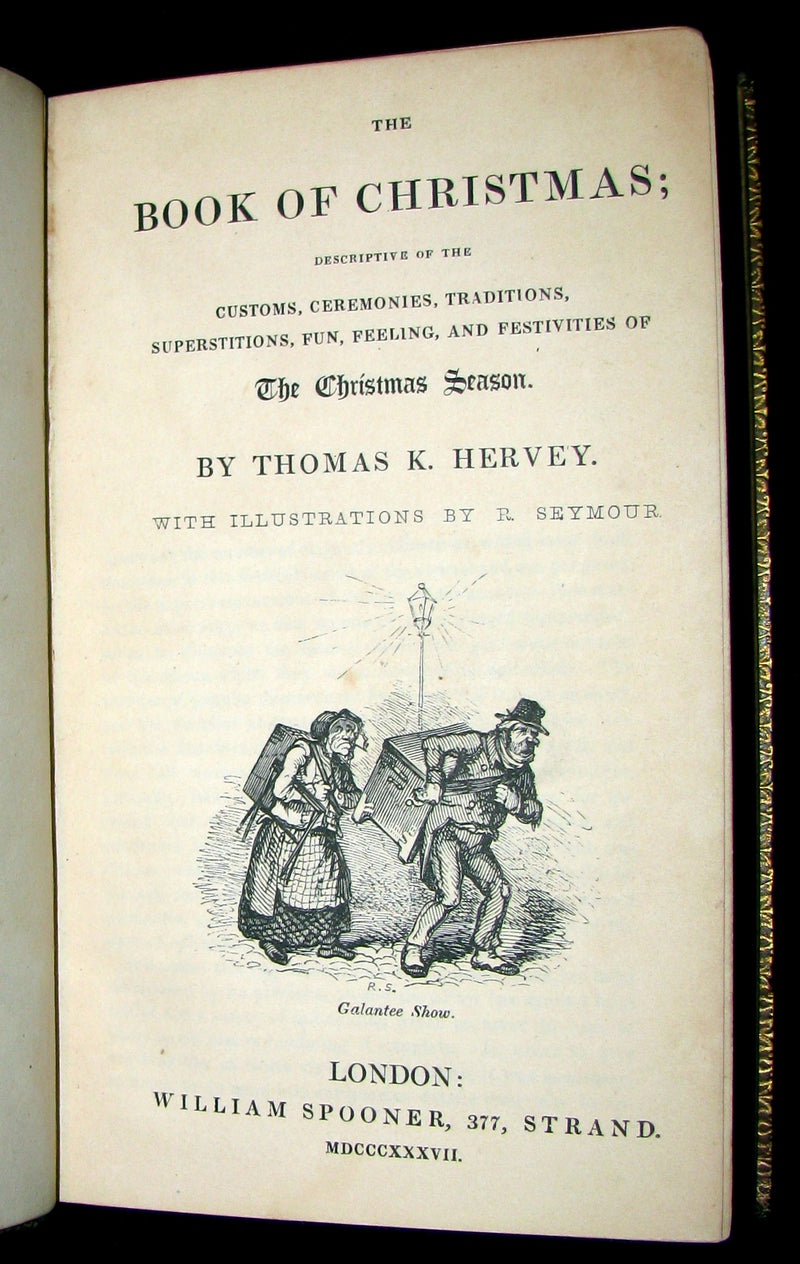 THE
BOOK OF CHRISTMAS;
DESCRIPTIVE OF THE
CUSTOMS, CEREMONIES, TRADITIONS,
SUPERSTITIONS, FUN, FEELING, AND FESTIVITIES OF
The Christmas Season.
BY THOMAS K. HERVEY.
WITH ILLUSTRATIONS BY R. SEYMOUR.
R.S.
Galantee Show.
LONDON:
WILLIAM SPOONER, 377, STRAND.
MDCCCXXXVII.